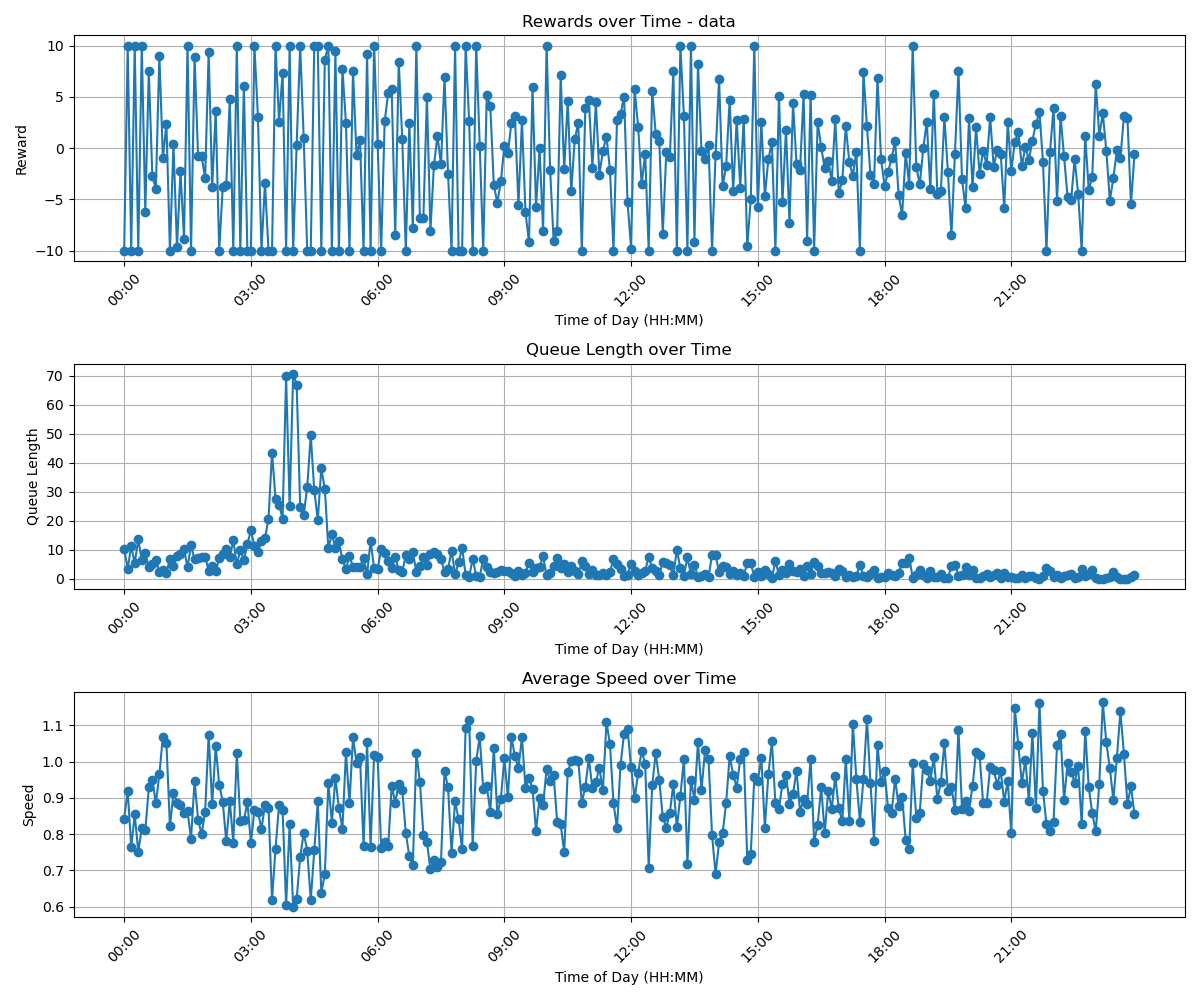 Rewards over Time - data
10
5
0
−5
−10
Reward
00:00 03:00 06:00 09:00 12:00 15:00 18:00 21:00
Time of Day (HH:MM)
Queue Length over Time
70
60
50
40
30
20
10
0
Queue Length
00:00 03:00 06:00 09:00 12:00 15:00 18:00 21:00
Time of Day (HH:MM)
Average Speed over Time
1.1
1.0
0.9
0.8
0.7
0.6
Speed
00:00 03:00 06:00 09:00 12:00 15:00 18:00 21:00
Time of Day (HH:MM)